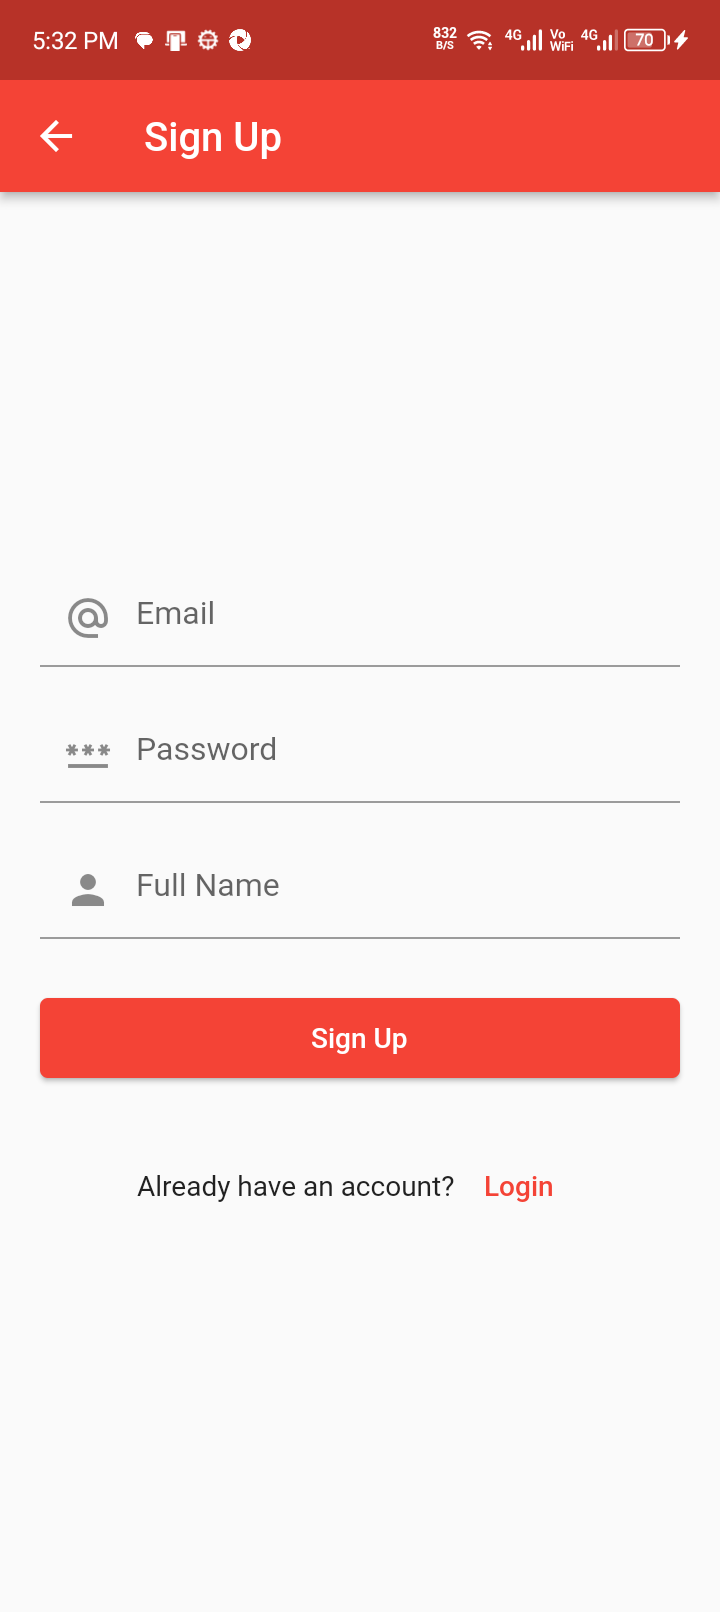 5:32 PM 832 B/S 4G Vo WiFi 4G 70
Sign Up
Email
*** Password
Full Name
Sign Up
Already have an account? Login